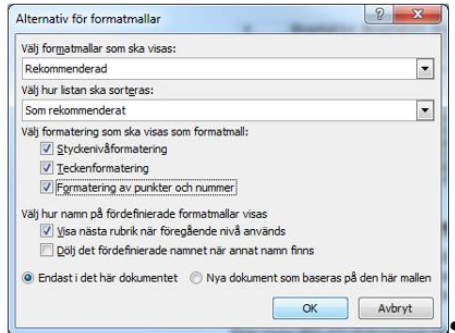 Alternativ för formatmallar
Välj formatmallar som ska visas:
Rekommenderad
Välj hur listan ska sorteras:
Som rekommenderat
Välj formatering som ska visas som formatmall:
Styckenivåformatering
Teckenformatering
Formatering av punkter och nummer
Välj hur namn på fördefinierade formatmallar visas
Visa nästa rubrik när föregående nivå används
Dölj det fördefinierade namnet när annat namn finns
Endast i det här dokumentet Nya dokument som baseras på den här mallen
OK Avbryt